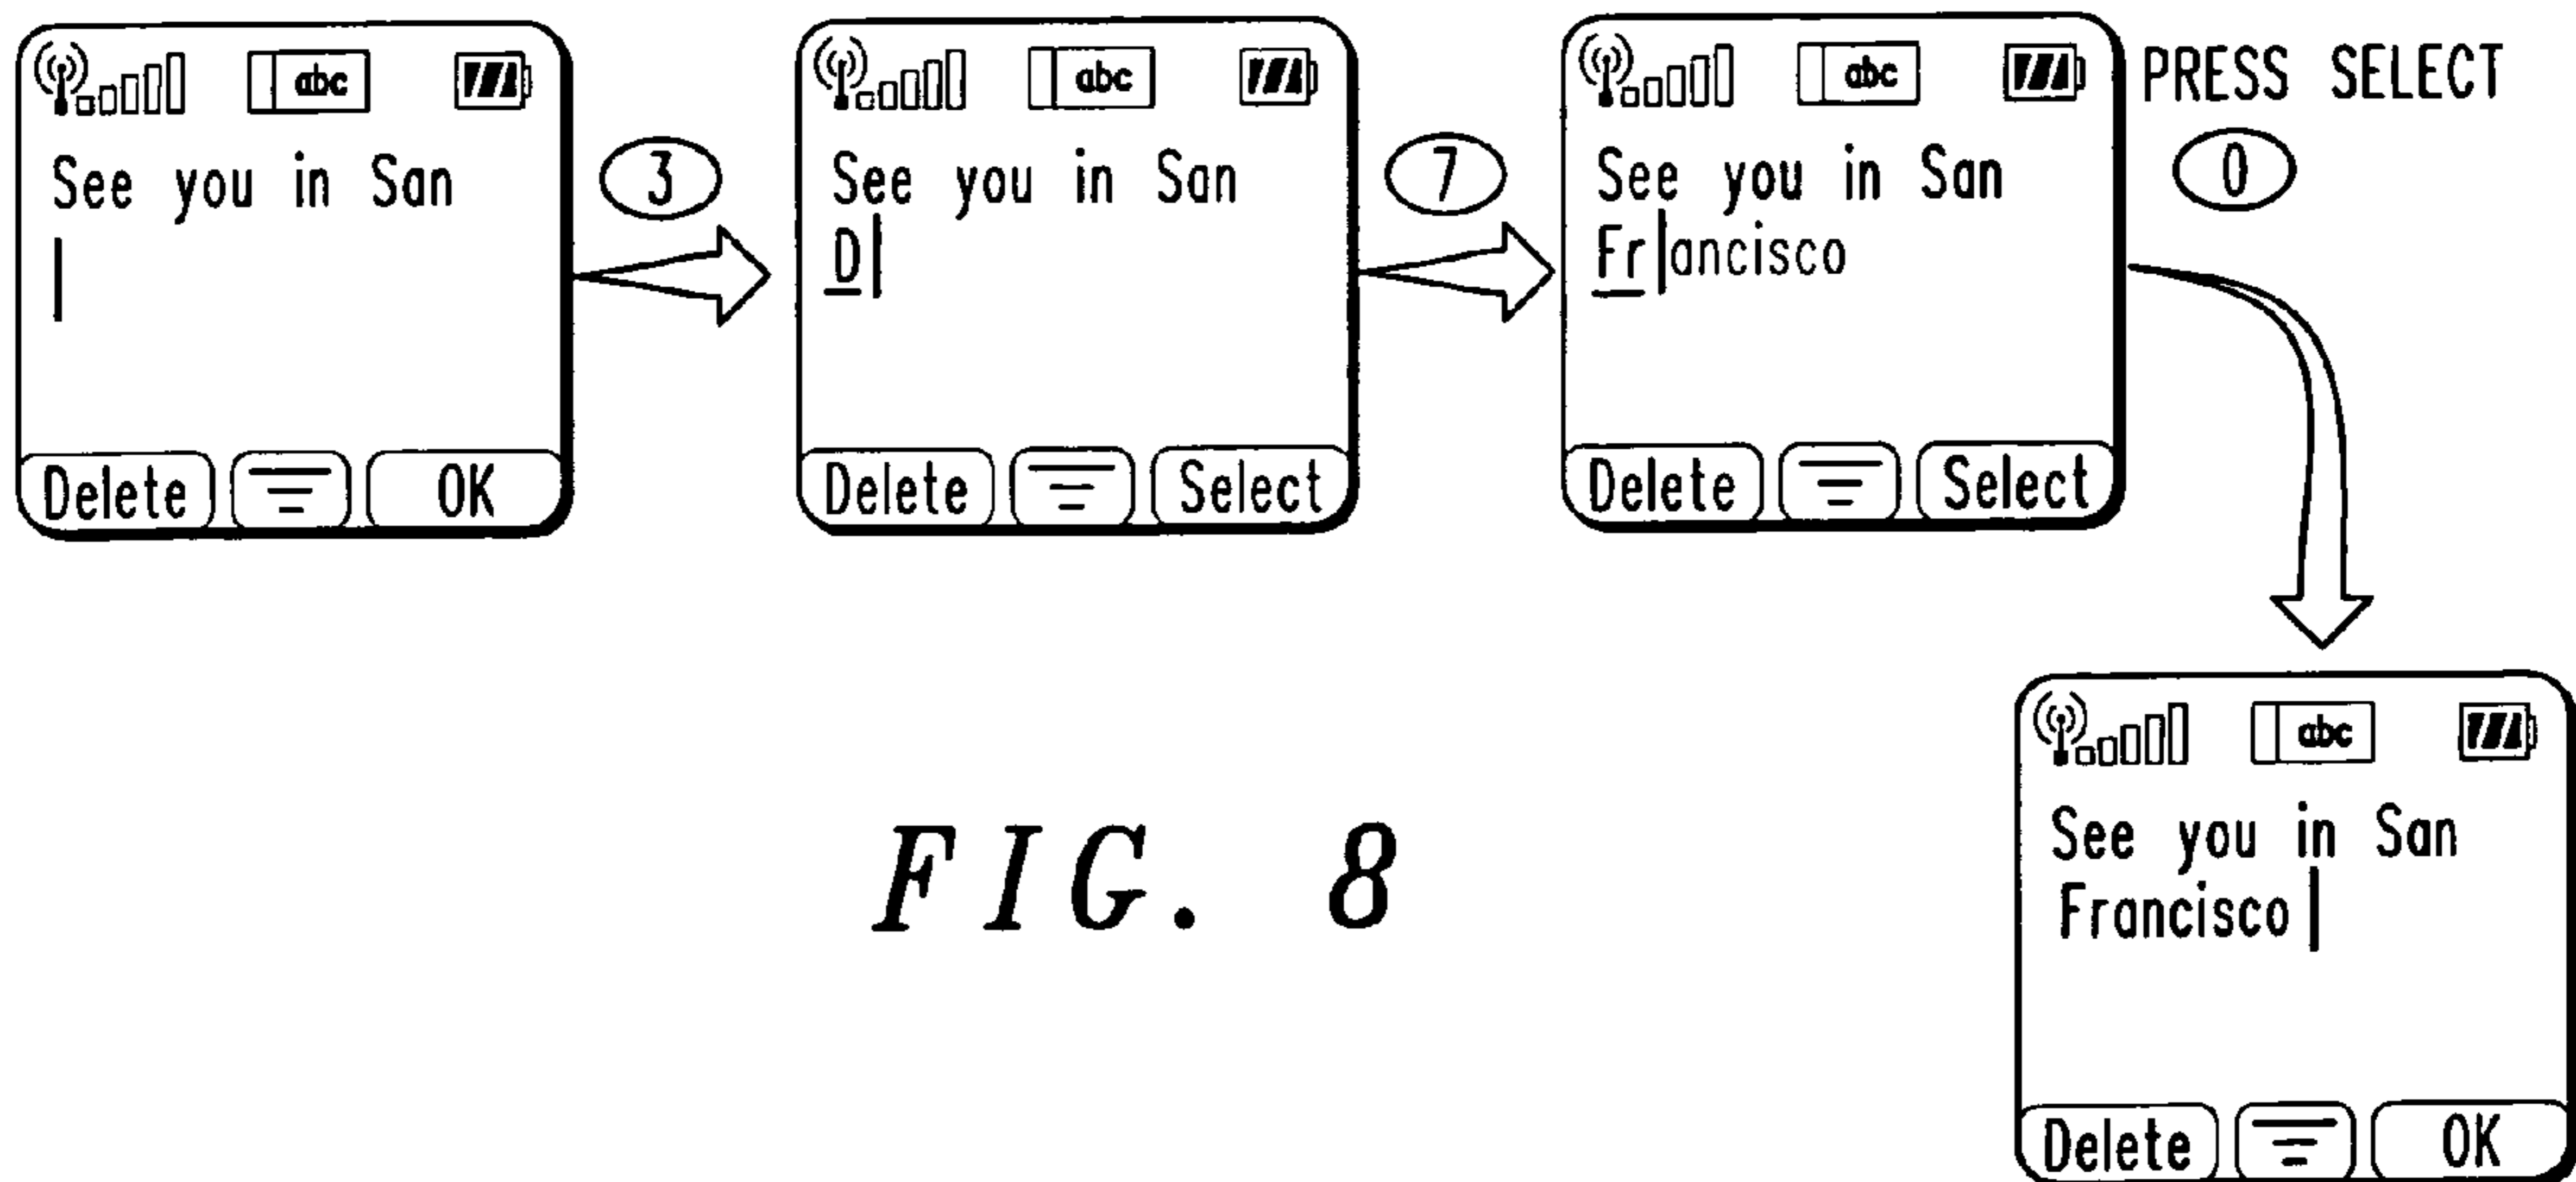 abc
See you in San
Delete OK
3
abc
See you in San
D
Delete Select
7
abc
See you in San
Francisco
Delete Select
PRESS SELECT
0
abc
See you in San
Francisco
Delete OK
FIG. 8